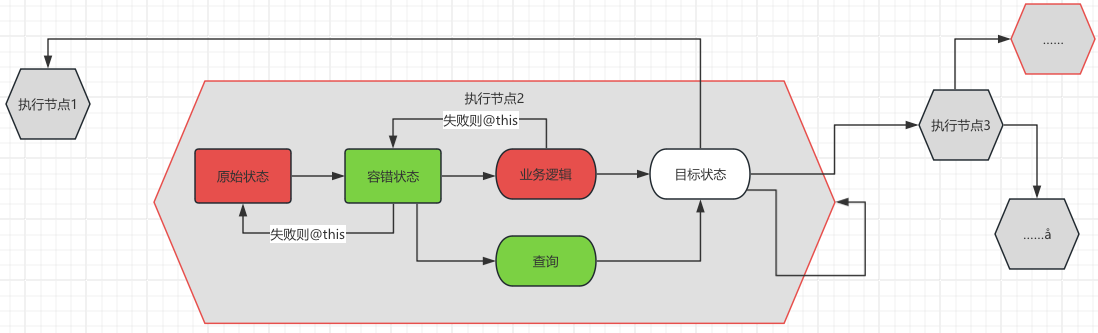 ……
执行节点1
执行节点2
失败则@this
执行节点3
原始状态
容错状态
业务逻辑
目标状态
失败则@this
……å
查询